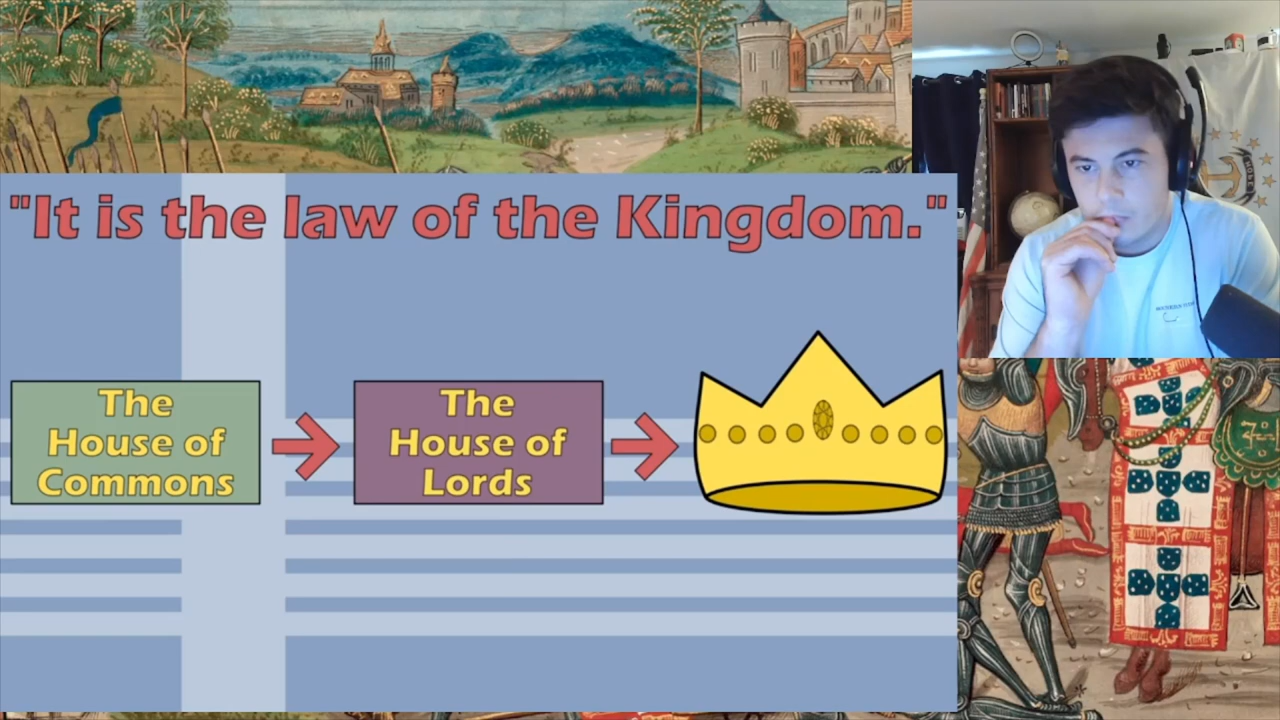 "It is the law of the Kingdom."
The
House of
Commons
The
House of
Lords